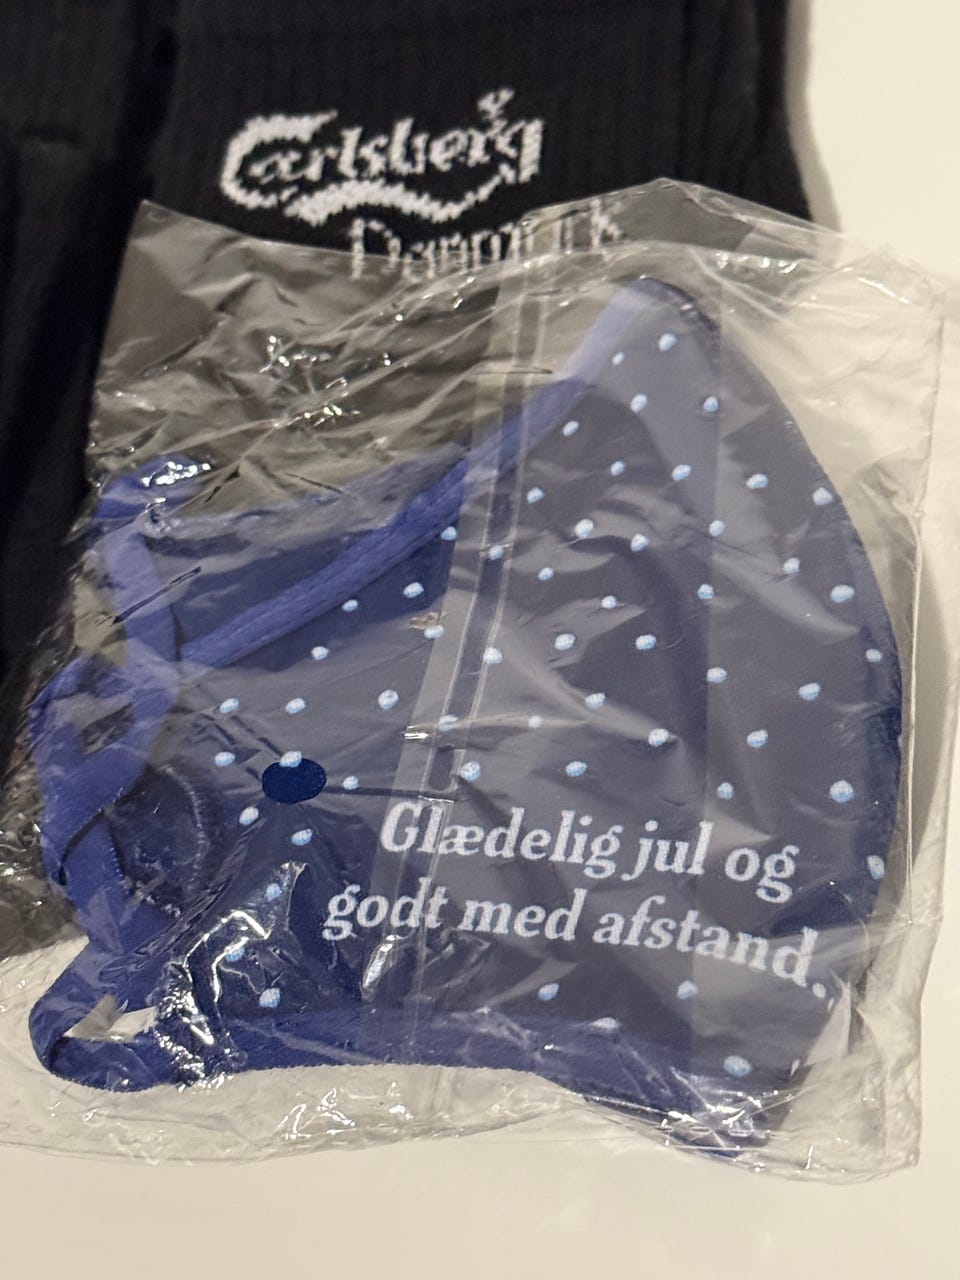 Carlsberg
Danmark
Glædelig jul og
godt med afstand.